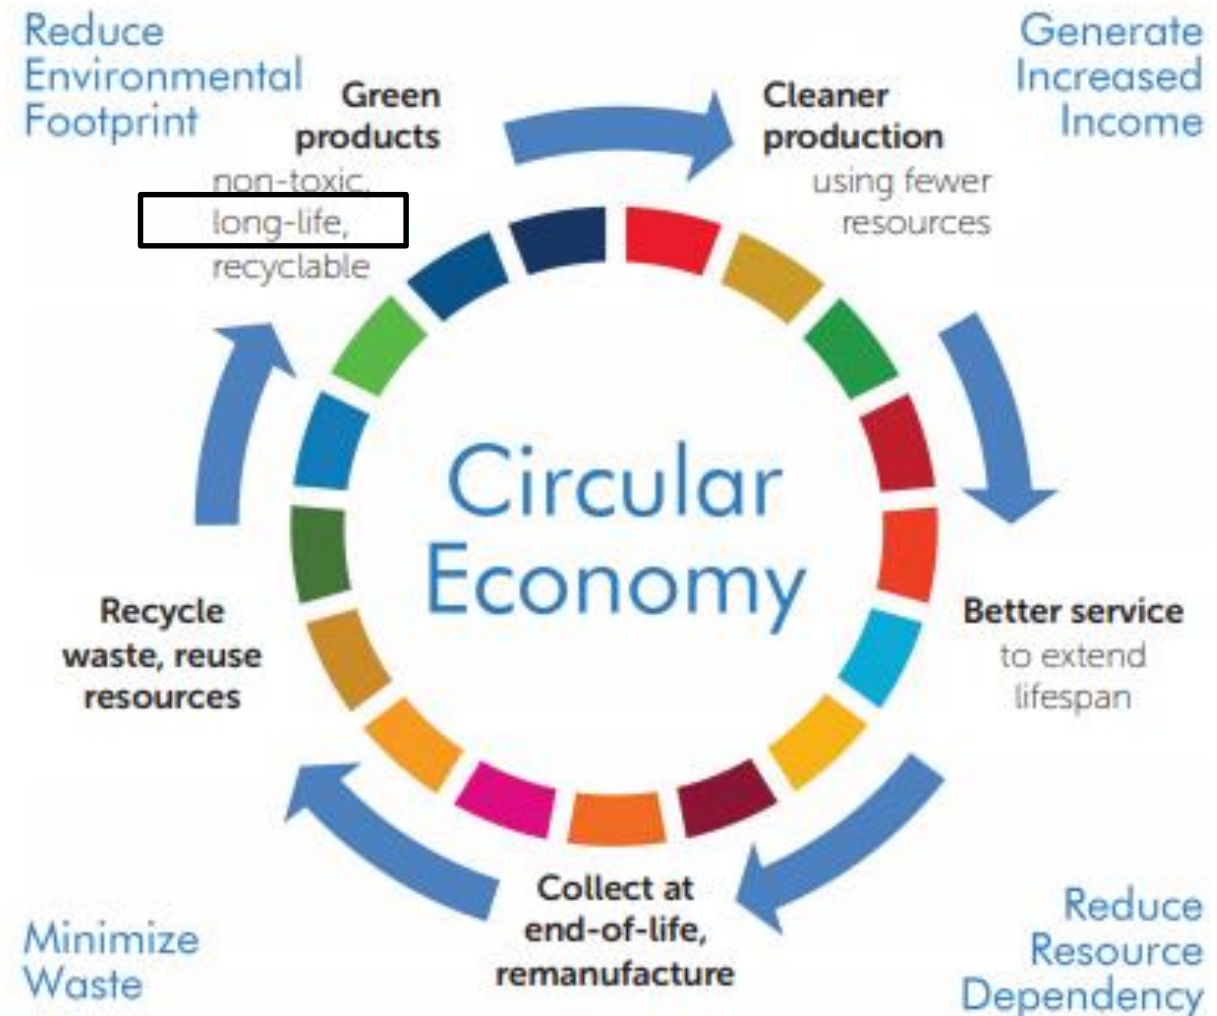 Reduce
Environmental
Footprint
Generate
Increased
Income
Green
products
non-toxic,
long-life,
recyclable
Cleaner
production
using fewer
resources
Circular
Economy
Better service
to extend
lifespan
Collect at
end-of-life,
remanufacture
Recycle
waste, reuse
resources
Minimize
Waste
Reduce
Resource
Dependency